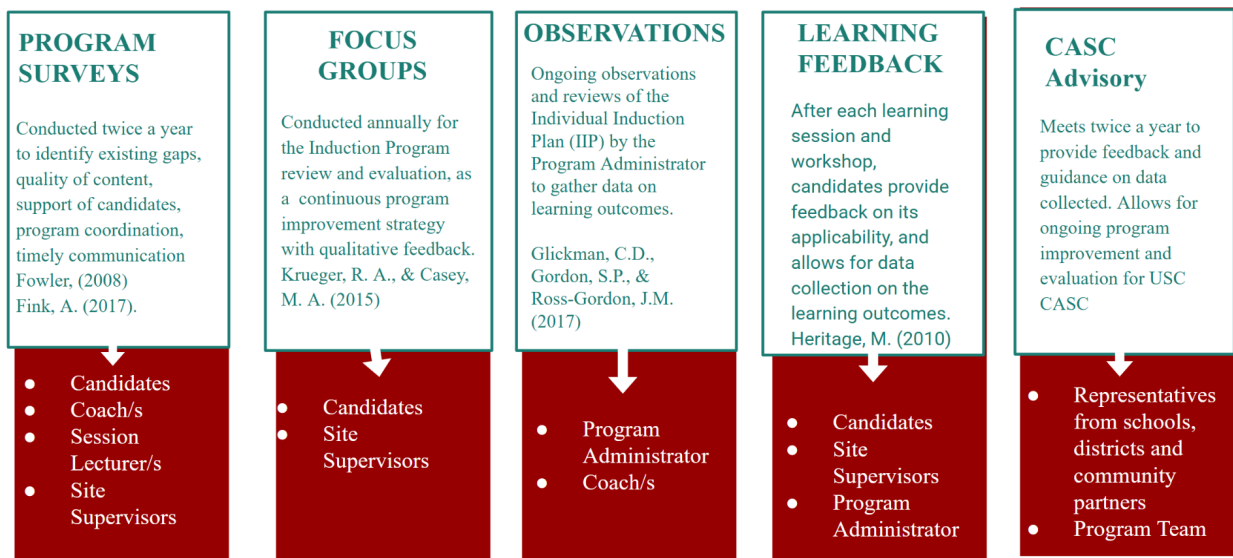 PROGRAM
SURVEYS
Conducted twice a year
to identify existing gaps,
quality of content,
support of candidates,
program coordination,
timely communication
Fowler, (2008)
Fink, A. (2017).
● Candidates
● Coach/s
● Session
Lecturer/s
● Site
Supervisors
FOCUS
GROUPS
Conducted annually for
the Induction Program
review and evaluation, as
a continuous program
improvement strategy
with qualitative feedback.
Krueger, R. A., & Casey,
M. A. (2015)
● Candidates
● Site
Supervisors
OBSERVATIONS
Ongoing observations
and reviews of the
Individual Induction
Plan (IIP) by the
Program Administrator
to gather data on
learning outcomes.
Glickman, C.D.,
Gordon, S.P., &
Ross-Gordon, J.M.
(2017)
● Program
Administrator
● Coach/s
LEARNING
FEEDBACK
After each learning
session and
workshop,
candidates provide
feedback on its
applicability, and
allows for data
collection on the
learning outcomes.
Heritage, M. (2010)
● Candidates
● Site
Supervisors
● Program
Administrator
CASC
Advisory
Meets twice a year to
provide feedback and
guidance on data
collected. Allows for
ongoing program
improvement and
evaluation for USC
CASC
● Representatives
from schools,
districts and
community
partners
● Program Team